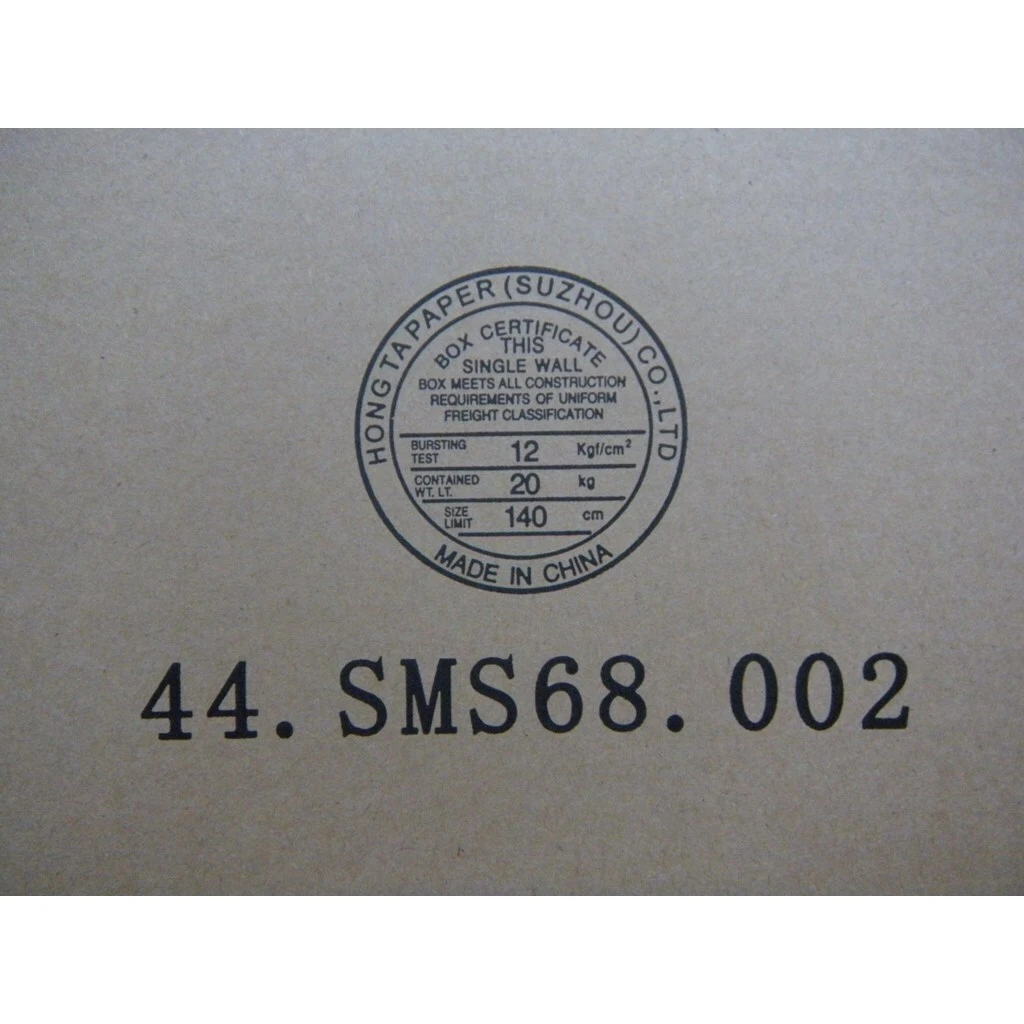 HONG TA PAPER (SUZHOU) CO.,LTD
BOX CERTIFICATE
THIS
SINGLE WALL
BOX MEETS ALL CONSTRUCTION
REQUIREMENTS OF UNIFORM
FREIGHT CLASSIFICATION
BURSTING TEST 12 Kgf/cm²
CONTAINED WT. LT. 20 kg
SIZE LIMIT 140 cm
MADE IN CHINA
44.SMS68.002